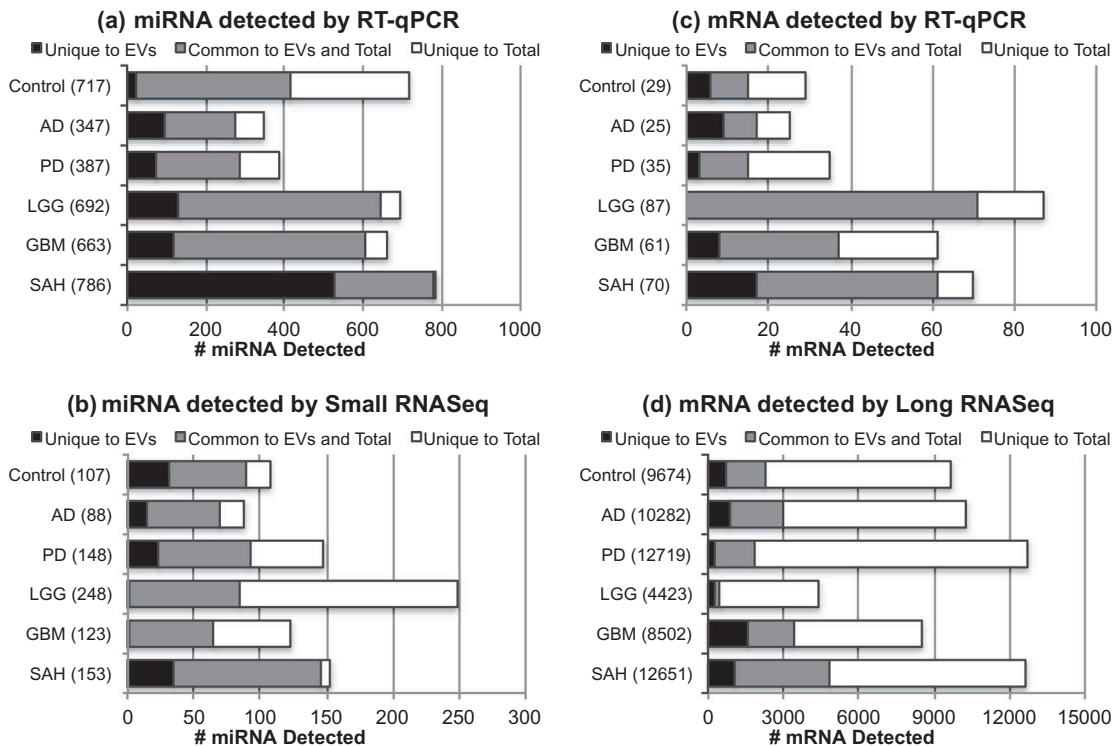 (a) miRNA detected by RT-qPCR
Unique to EVs Common to EVs and Total Unique to Total
Control (717)
AD (347)
PD (387)
LGG (692)
GBM (663)
SAH (786)
0 200 400 600 800 1000
# miRNA Detected
(c) mRNA detected by RT-qPCR
Unique to EVs Common to EVs and Total Unique to Total
Control (29)
AD (25)
PD (35)
LGG (87)
GBM (61)
SAH (70)
0 20 40 60 80 100
# mRNA Detected
(b) miRNA detected by Small RNASeq
Unique to EVs Common to EVs and Total Unique to Total
Control (107)
AD (88)
PD (148)
LGG (248)
GBM (123)
SAH (153)
0 50 100 150 200 250 300
# miRNA Detected
(d) mRNA detected by Long RNASeq
Unique to EVs Common to EVs and Total Unique to Total
Control (9674)
AD (10282)
PD (12719)
LGG (4423)
GBM (8502)
SAH (12651)
0 3000 6000 9000 12000 15000
# mRNA Detected